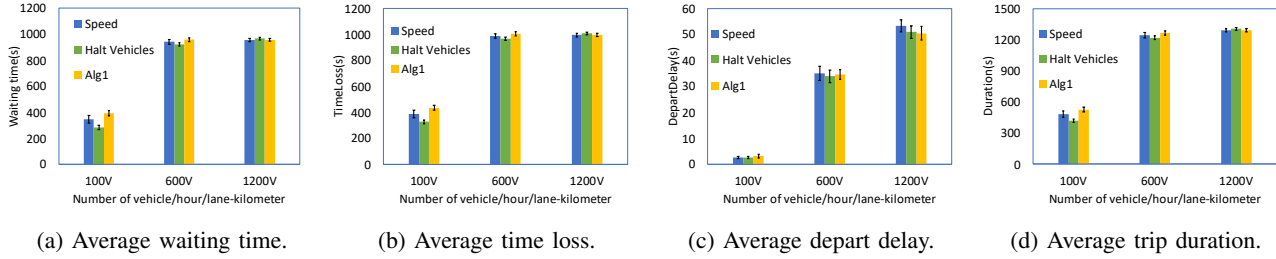 Waiting time(s)
1200
1000
800
600
400
200
0
Speed
Halt Vehicles
Alg1
100V 600V 1200V
Number of vehicle/hour/lane-kilometer
(a) Average waiting time.
TimeLoss(s)
1200
1000
800
600
400
200
0
Speed
Halt Vehicles
Alg1
100V 600V 1200V
Number of vehicle/hour/lane-kilometer
(b) Average time loss.
DepartDelay(s)
60
50
40
30
20
10
0
Speed
Halt Vehicles
Alg1
100V 600V 1200V
Number of vehicle/hour/lane-kilometer
(c) Average depart delay.
Duration(s)
1500
1200
900
600
300
0
Speed
Halt Vehicles
Alg1
100V 600V 1200V
Number of vehicle/hour/lane-kilometer
(d) Average trip duration.